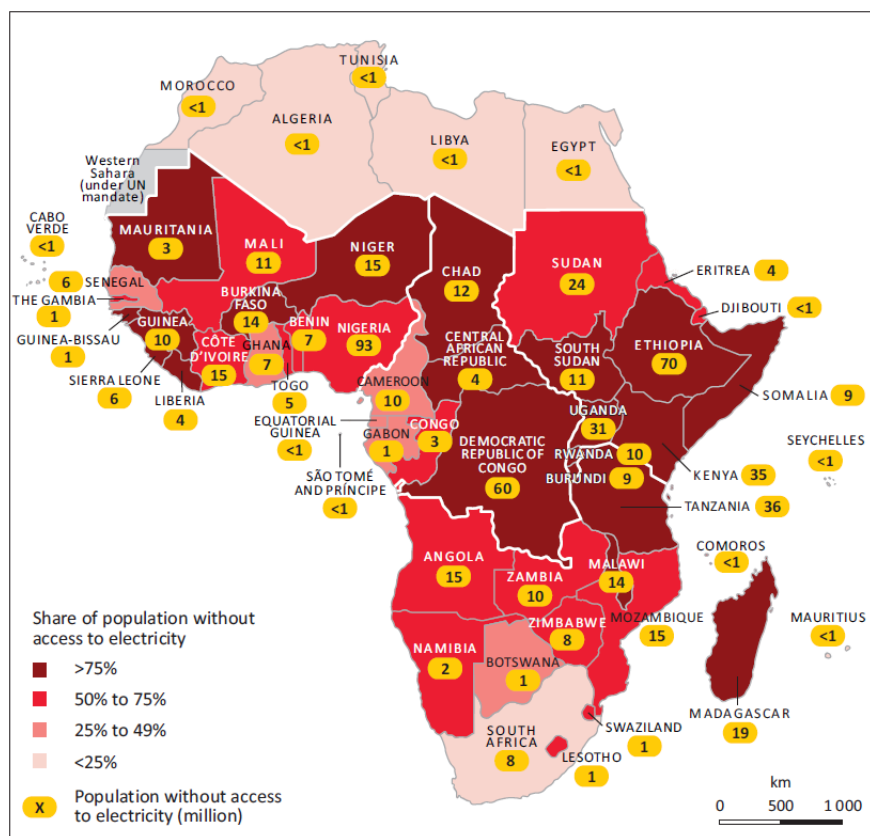 TUNISIA
<1
MOROCCO
<1
ALGERIA
<1
LIBYA
<1
EGYPT
<1
Western
Sahara
(under UN
mandate)
CABO
VERDE
<1
MAURITANIA
3
MALI
11
NIGER
15
CHAD
12
SUDAN
24
ERITREA 4
6 SENEGAL
THE GAMBIA
1
BURKINA
FASO
14
DJIBOUTI <1
GUINEA-BISSAU
1
GUINEA
10
CÔTE
D'IVOIRE
15
GHANA
7
BENIN
7
NIGERIA
93
CENTRAL
AFRICAN
REPUBLIC
4
SOUTH
SUDAN
11
ETHIOPIA
70
SIERRA LEONE
6
LIBERIA
4
TOGO
5
CAMEROON
10
SOMALIA 9
EQUATORIAL
GUINEA
<1
GABON
1
CONGO
3
DEMOCRATIC
REPUBLIC OF
CONGO
60
UGANDA
31
RWANDA 10
BURUNDI 9
KENYA 35
SEYCHELLES
<1
SÃO TOMÉ
AND PRÍNCIPE
<1
TANZANIA 36
COMOROS
<1
ANGOLA
15
ZAMBIA
10
MALAWI
14
MOZAMBIQUE
15
MAURITIUS
<1
ZIMBABWE
8
NAMIBIA
2
BOTSWANA
1
MADAGASCAR
19
SOUTH
AFRICA
8
SWAZILAND
1
LESOTHO
1
Share of population without
access to electricity
>75%
50% to 75%
25% to 49%
<25%
X Population without access
to electricity (million)
km
0 500 1 000